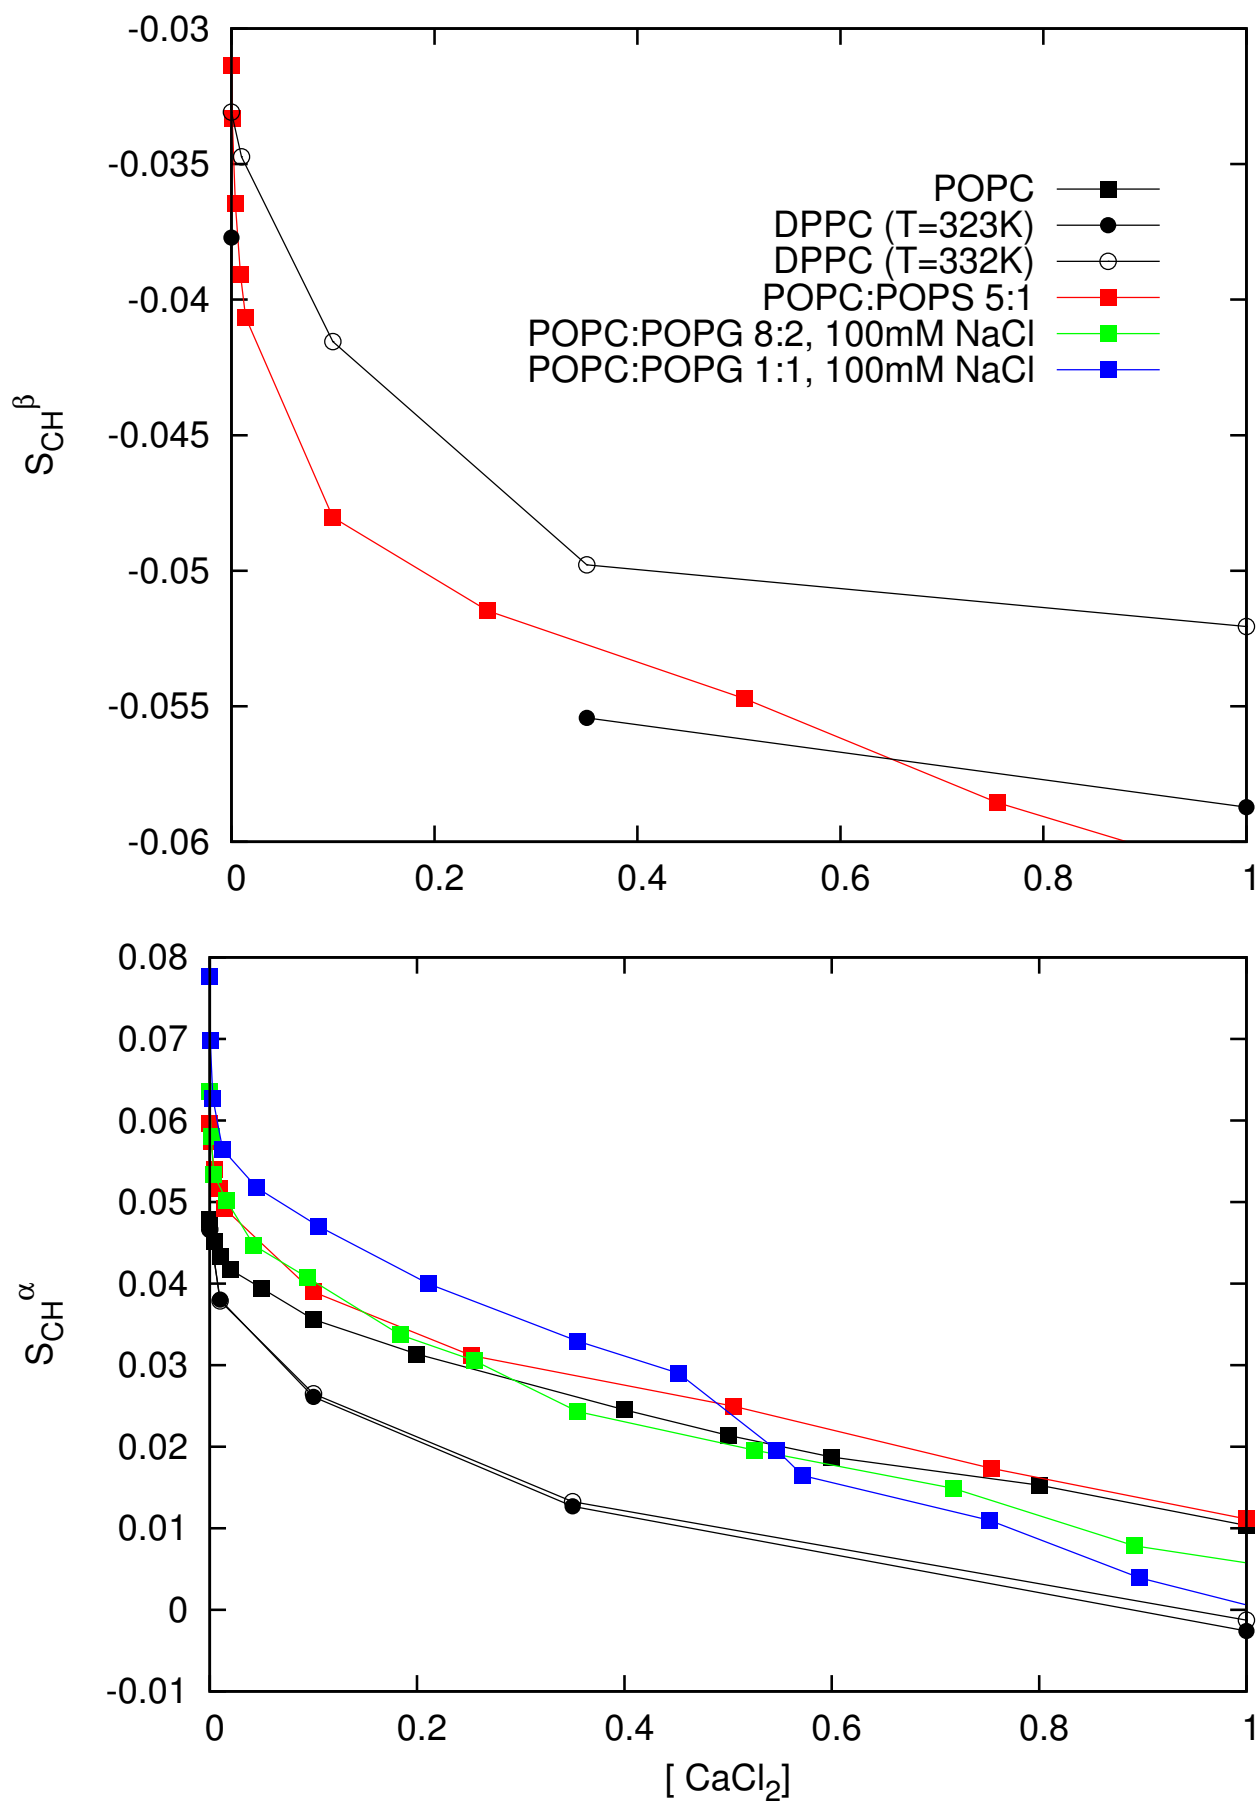 -0.03
-0.035
-0.04
-0.045
-0.05
-0.055
-0.06
S_CH^β
POPC
DPPC (T=323K)
DPPC (T=332K)
POPC:POPS 5:1
POPC:POPG 8:2, 100mM NaCl
POPC:POPG 1:1, 100mM NaCl
0 0.2 0.4 0.6 0.8 1
0.08
0.07
0.06
0.05
0.04
0.03
0.02
0.01
0
-0.01
S_CH^α
0 0.2 0.4 0.6 0.8 1
[ CaCl₂]